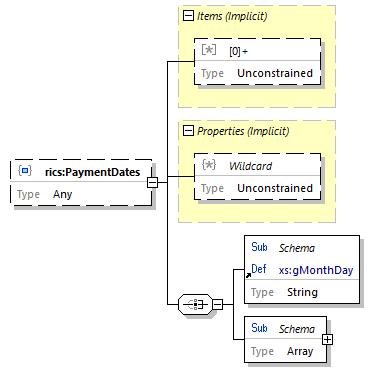 Items (Implicit)
[0]+
Type Unconstrained
Properties (Implicit)
Wildcard
Type Unconstrained
rics:PaymentDates
Type Any
Sub Schema
Def xs:gMonthDay
Type String
Sub Schema
Type Array